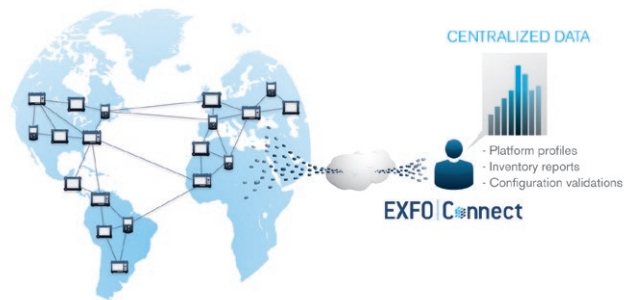 CENTRALIZED DATA
- Platform profiles
- Inventory reports
- Configuration validations
EXFO|Connect